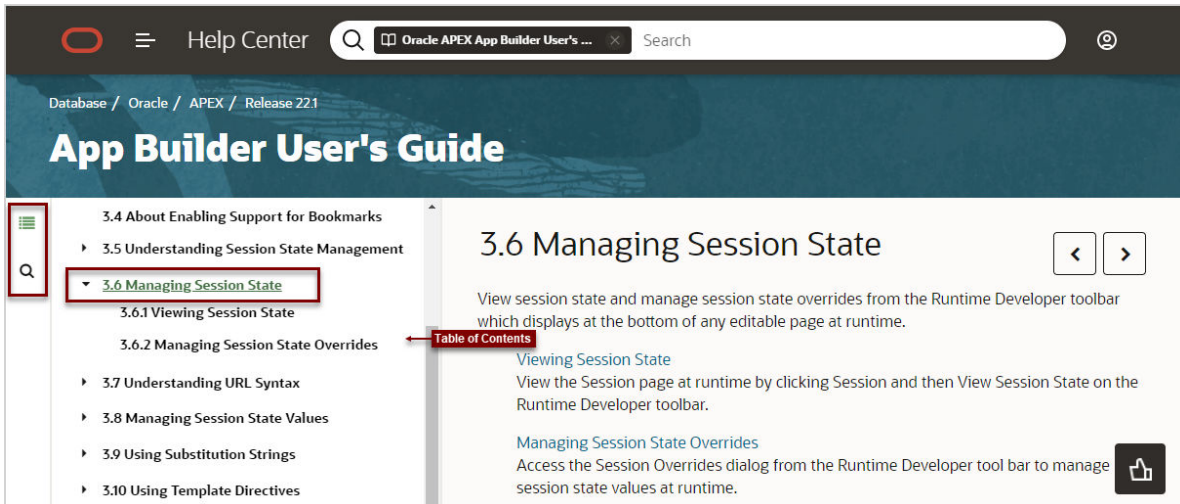 Help Center
Oracle APEX App Builder User's ...
Search
Database / Oracle / APEX / Release 22.1
App Builder User's Guide
3.4 About Enabling Support for Bookmarks
3.5 Understanding Session State Management
3.6 Managing Session State
3.6.1 Viewing Session State
3.6.2 Managing Session State Overrides
3.7 Understanding URL Syntax
3.8 Managing Session State Values
3.9 Using Substitution Strings
3.10 Using Template Directives
Table of Contents
3.6 Managing Session State
View session state and manage session state overrides from the Runtime Developer toolbar
which displays at the bottom of any editable page at runtime.
Viewing Session State
View the Session page at runtime by clicking Session and then View Session State on the
Runtime Developer toolbar.
Managing Session State Overrides
Access the Session Overrides dialog from the Runtime Developer tool bar to manage
session state values at runtime.